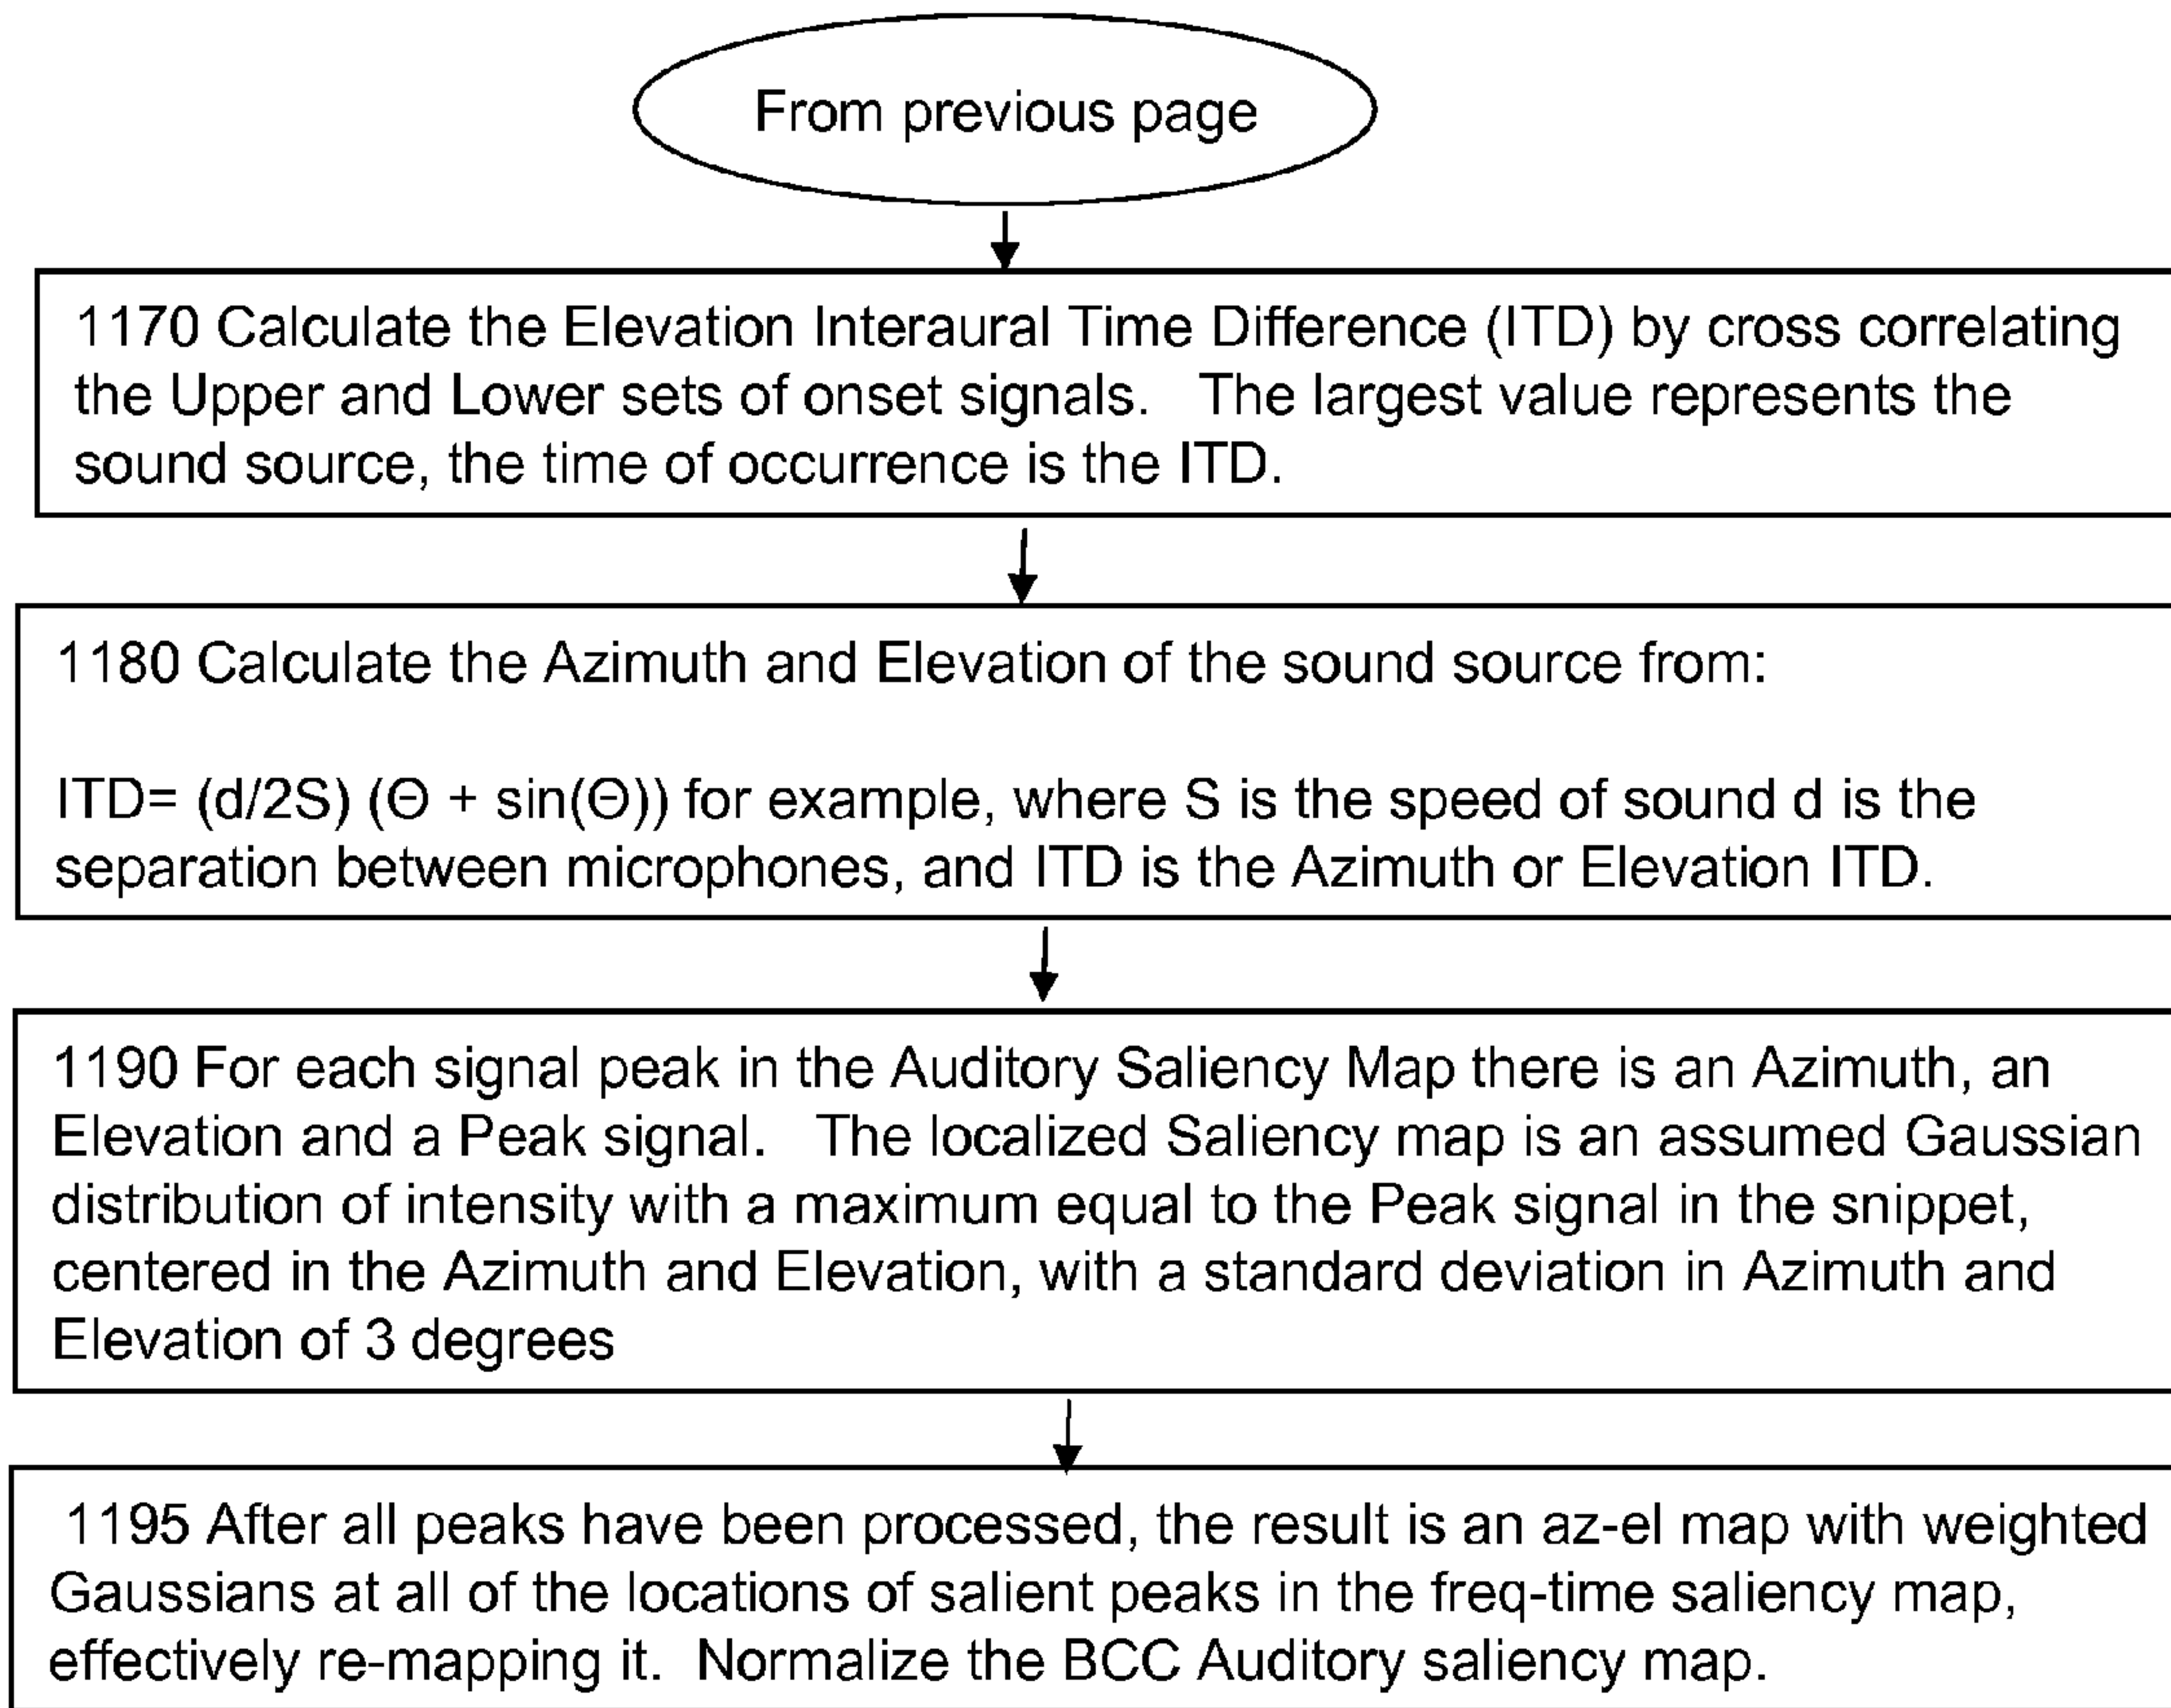 From previous page
1170 Calculate the Elevation Interaural Time Difference (ITD) by cross correlating
the Upper and Lower sets of onset signals.   The largest value represents the
sound source, the time of occurrence is the ITD.
1180 Calculate the Azimuth and Elevation of the sound source from:
ITD= (d/2S) (Θ + sin(Θ)) for example, where S is the speed of sound d is the
separation between microphones, and ITD is the Azimuth or Elevation ITD.
1190 For each signal peak in the Auditory Saliency Map there is an Azimuth, an
Elevation and a Peak signal.   The localized Saliency map is an assumed Gaussian
distribution of intensity with a maximum equal to the Peak signal in the snippet,
centered in the Azimuth and Elevation, with a standard deviation in Azimuth and
Elevation of 3 degrees
1195 After all peaks have been processed, the result is an az-el map with weighted
Gaussians at all of the locations of salient peaks in the freq-time saliency map,
effectively re-mapping it.  Normalize the BCC Auditory saliency map.